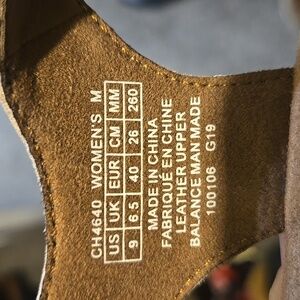 CH4640 WOMEN'S M
US UK EUR CM MM
9 6.5 40 26 260
MADE IN CHINA
FABRIQUÉ EN CHINE
LEATHER UPPER
BALANCE MAN MADE
100106 G19